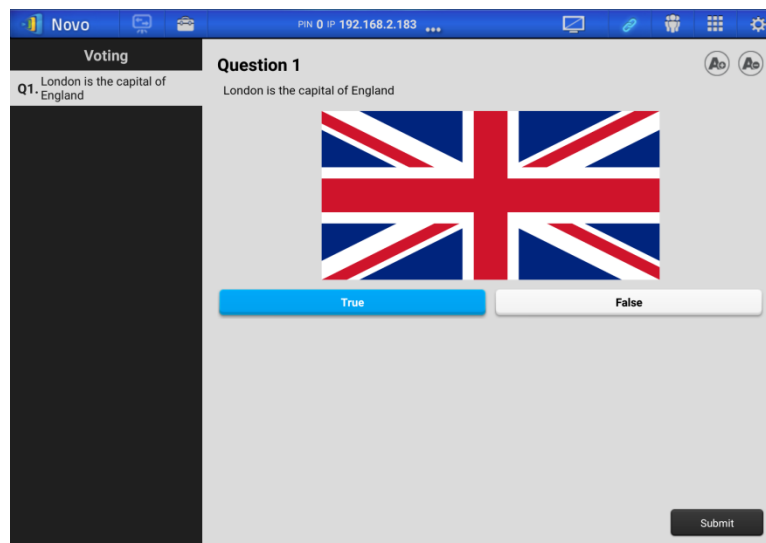 Novo
PIN 0 IP 192.168.2.183 ...
Voting
Q1. London is the capital of
England
Question 1
London is the capital of England
True
False
Submit